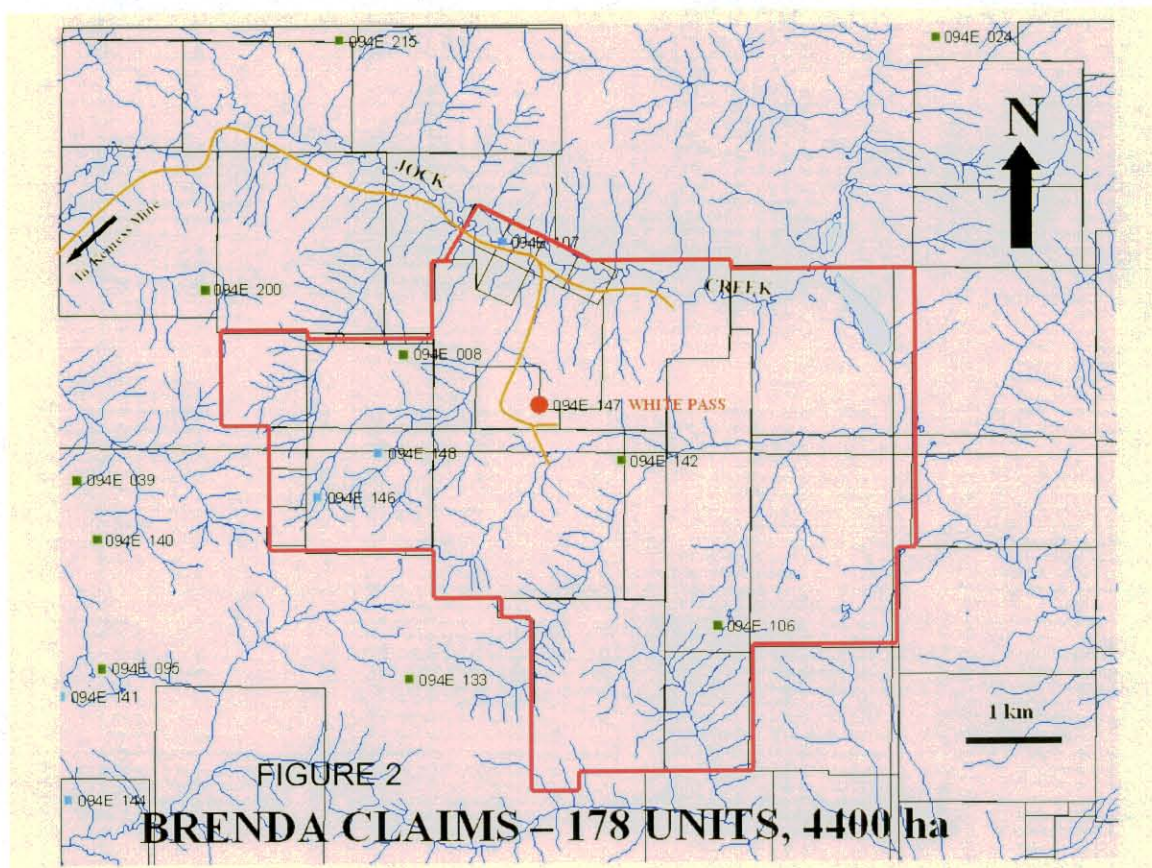 094E 215
094E 024
N
JOCK
To Kemess Mine
094E 107
094E 200
CREEK
094E 008
094E 147 WHITE PASS
094E 148
094E 142
094E 039
094E 146
094E 140
094E 106
094E 095
094E 133
094E 141
1 km
FIGURE 2
094E 144
BRENDA CLAIMS – 178 UNITS, 4400 ha